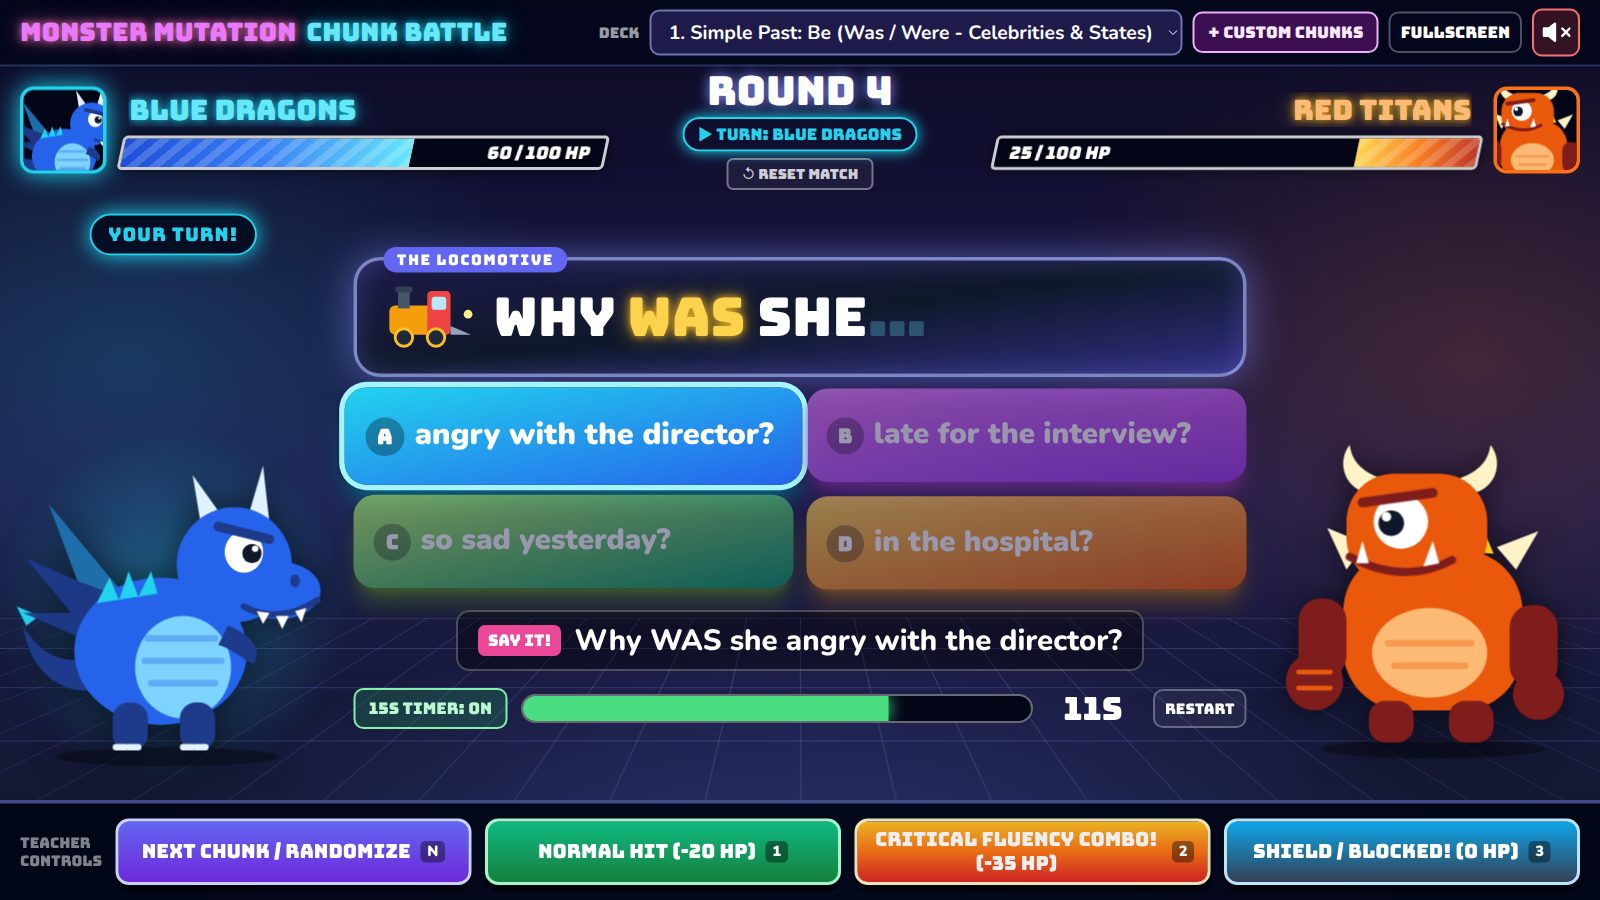 MONSTER MUTATION CHUNK BATTLE
DECK
1. Simple Past: Be (Was / Were - Celebrities & States)
+ CUSTOM CHUNKS
FULLSCREEN
BLUE DRAGONS
60 / 100 HP
ROUND 4
▶ TURN: BLUE DRAGONS
↺ RESET MATCH
RED TITANS
25 / 100 HP
YOUR TURN!
THE LOCOMOTIVE
WHY WAS SHE...
A angry with the director?
B late for the interview?
C so sad yesterday?
D in the hospital?
SAY IT! Why WAS she angry with the director?
15S TIMER: ON
11S
RESTART
TEACHER CONTROLS
NEXT CHUNK / RANDOMIZE N
NORMAL HIT (-20 HP) 1
CRITICAL FLUENCY COMBO!
(-35 HP) 2
SHIELD / BLOCKED! (0 HP) 3